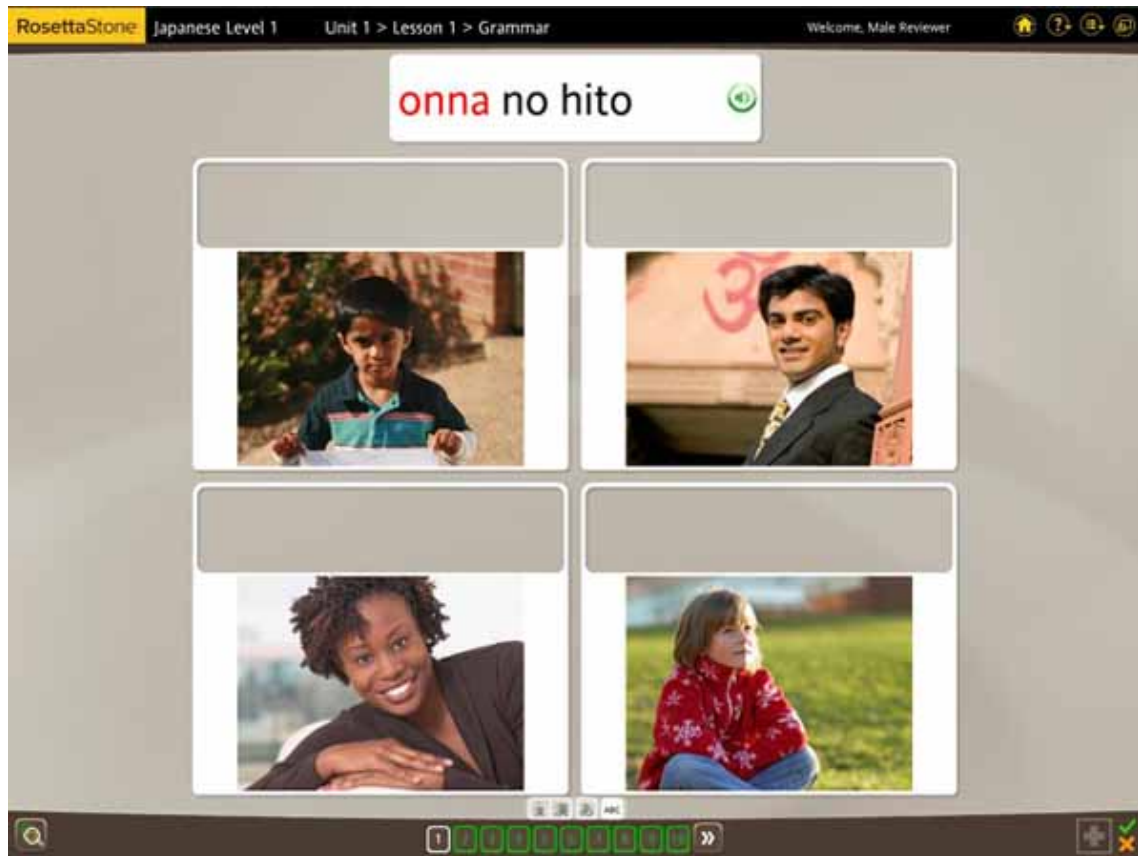 RosettaStone Japanese Level 1 Unit 1 > Lesson 1 > Grammar Welcome, Male Reviewer
onna no hito
ॐ
ABC
1